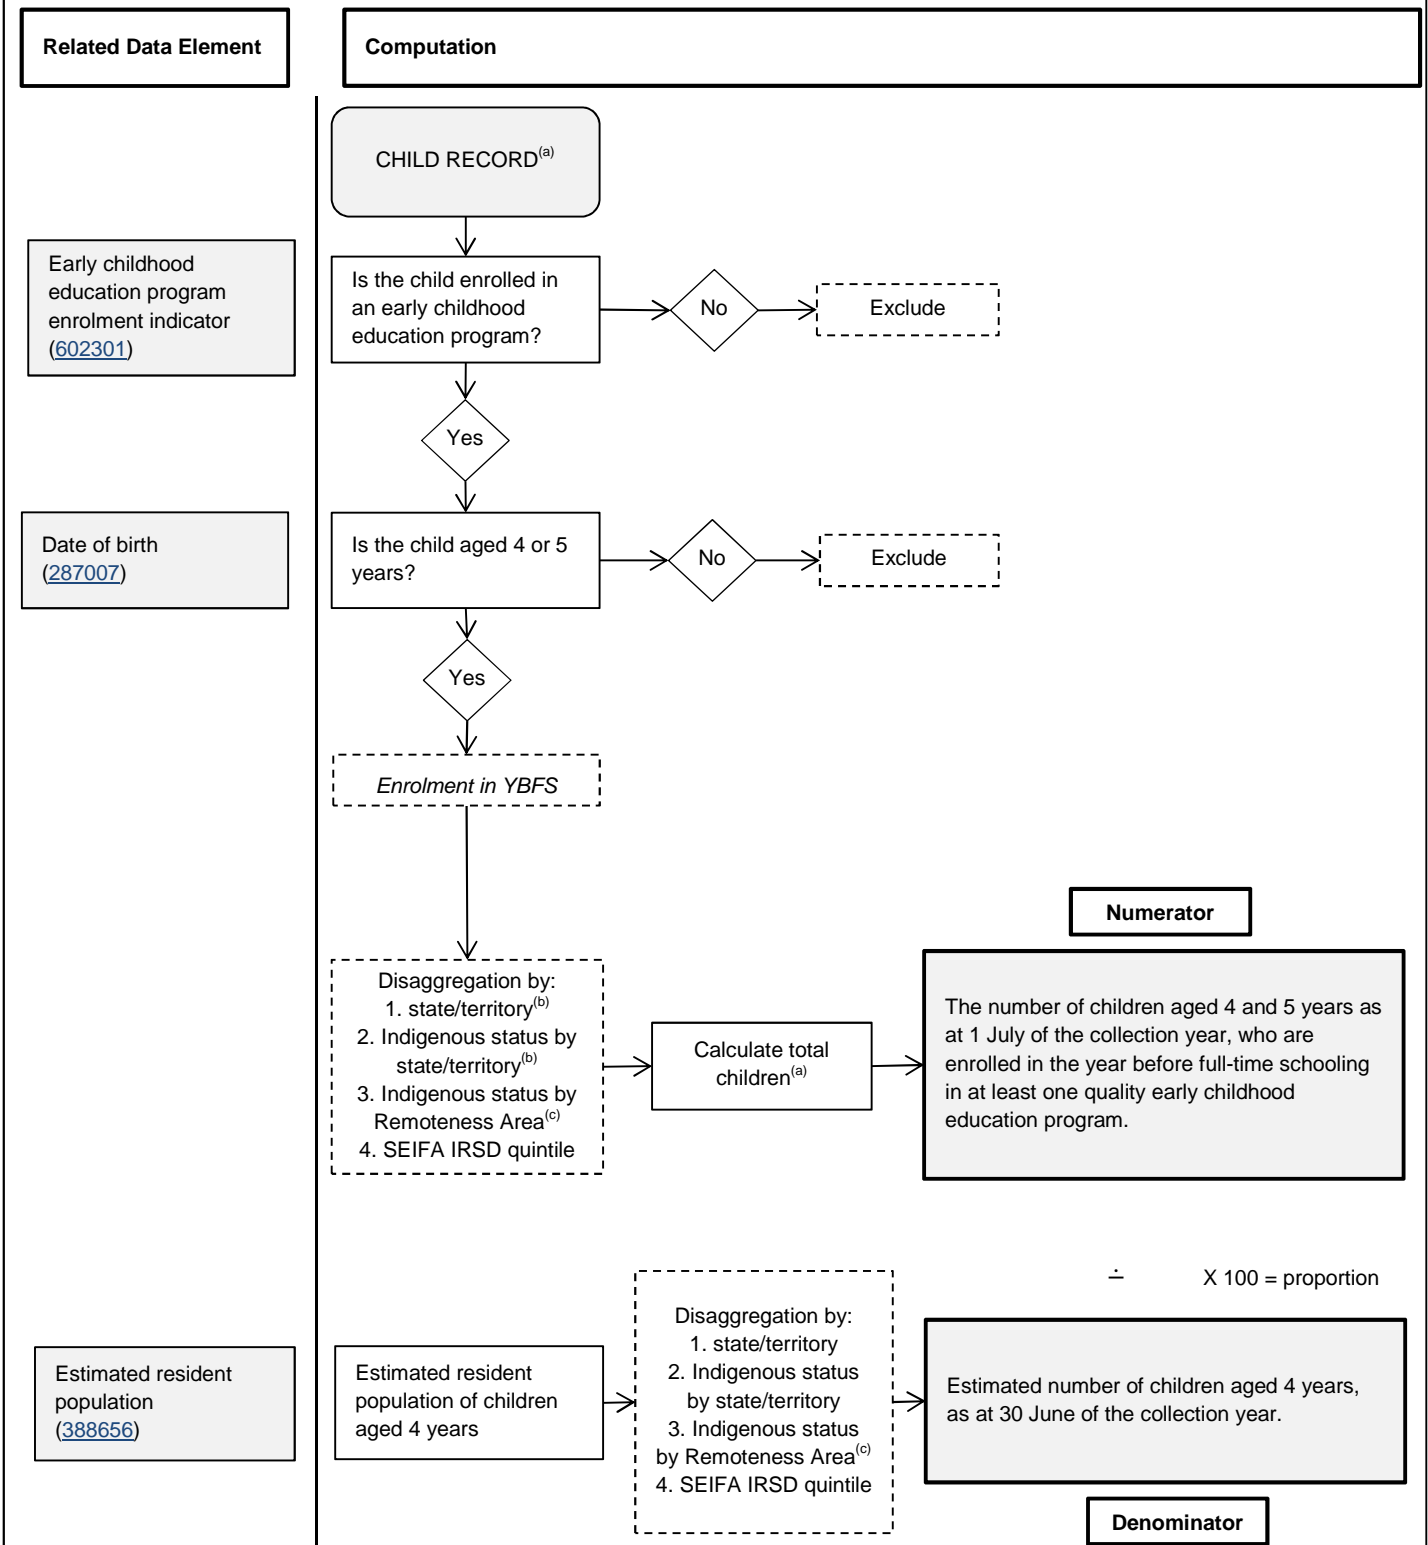 Related Data Element
Computation
CHILD RECORD(a)
Early childhood
education program
enrolment indicator
(602301)
Is the child enrolled in
an early childhood
education program?
No
Exclude
Yes
Date of birth
(287007)
Is the child aged 4 or 5
years?
No
Exclude
Yes
Enrolment in YBFS
Disaggregation by:
1. state/territory(b)
2. Indigenous status by
state/territory(b)
3. Indigenous status by
Remoteness Area(c)
4. SEIFA IRSD quintile
Calculate total
children(a)
Numerator
The number of children aged 4 and 5 years as
at 1 July of the collection year, who are
enrolled in the year before full-time schooling
in at least one quality early childhood
education program.
÷ X 100 = proportion
Estimated resident
population
(388656)
Estimated resident
population of children
aged 4 years
Disaggregation by:
1. state/territory
2. Indigenous status
by state/territory
3. Indigenous status
by Remoteness Area(c)
4. SEIFA IRSD quintile
Estimated number of children aged 4 years,
as at 30 June of the collection year.
Denominator